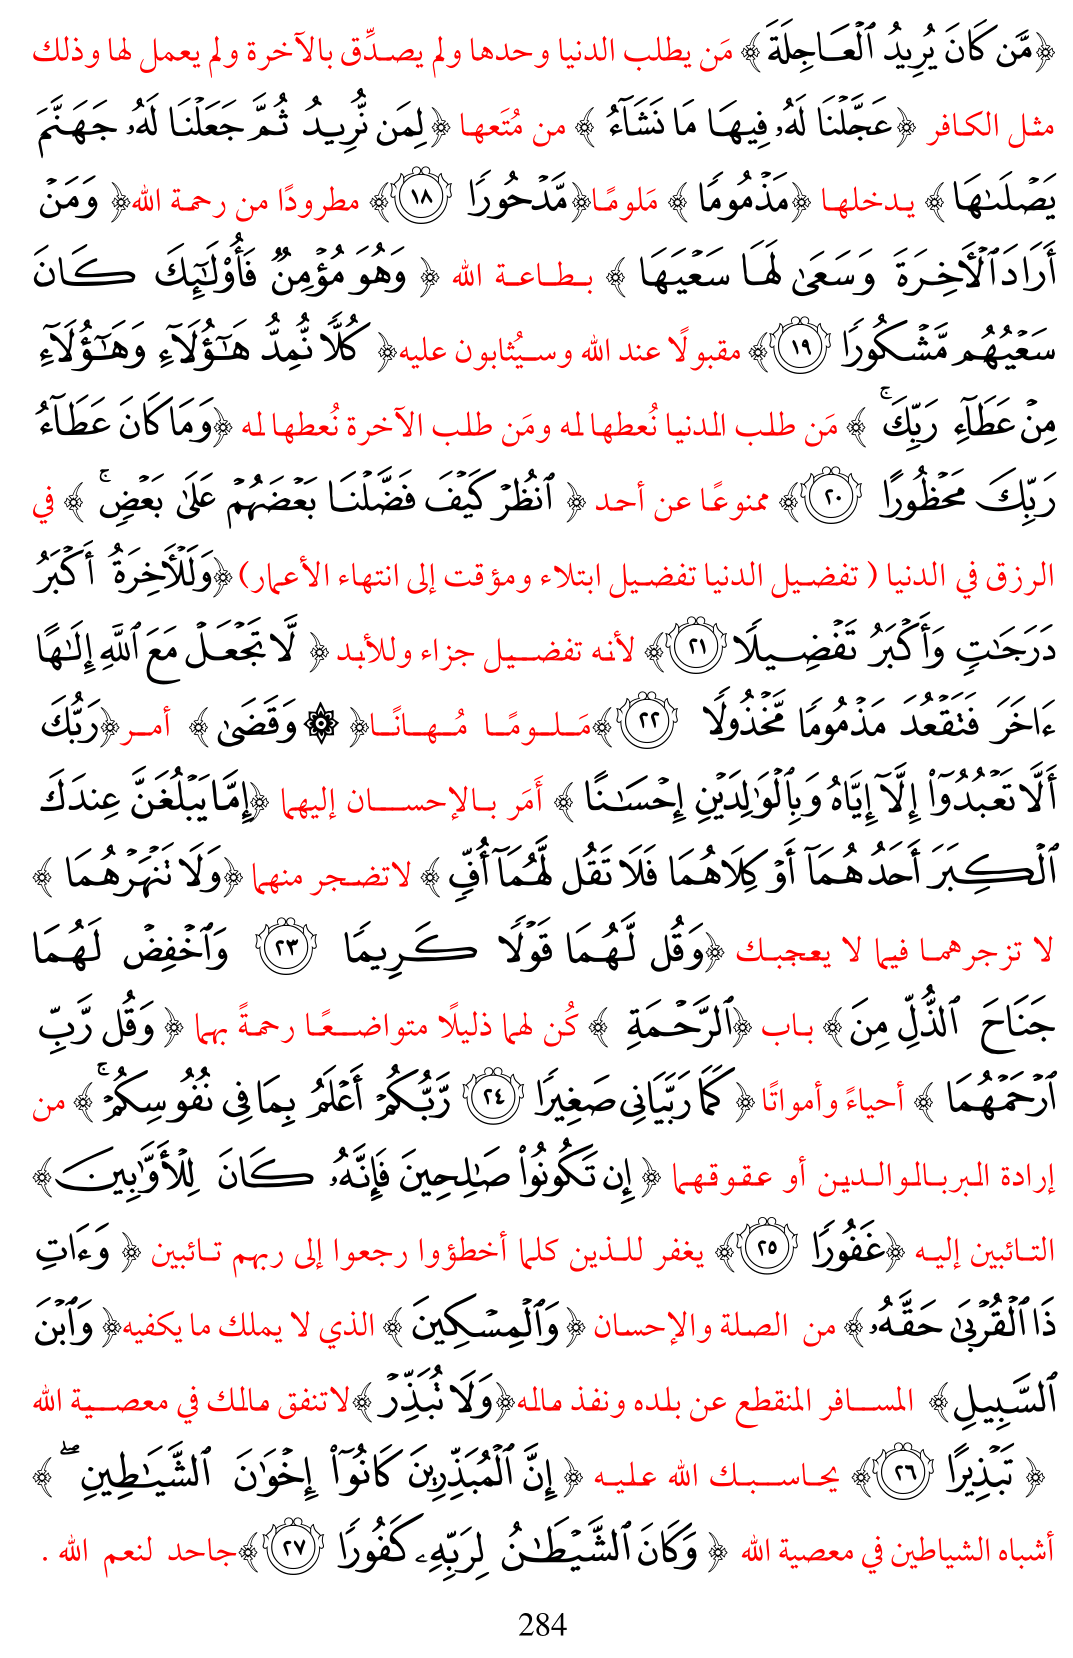 ﴿مَّن كَانَ يُرِيدُ ٱلۡعَاجِلَةَ﴾ مَن يطلب الدنيا وحدها ولم يصدِّق بالآخرة ولم يعمل لها وذلك
مثل الكافر ﴿عَجَّلۡنَا لَهُۥ فِيهَا مَا نَشَآءُ ﴾ من مُتَعها ﴿لِمَن نُّرِيدُ ثُمَّ جَعَلۡنَا لَهُۥ جَهَنَّمَ
يَصۡلَىٰهَا ﴾ يدخلها ﴿مَذۡمُومٗا ﴾ مَلومًا﴿مَّدۡحُورٗا ١٨﴾ مطرودًا من رحمة الله﴿ وَمَنۡ
أَرَادَ ٱلۡأٓخِرَةَ وَسَعَىٰ لَهَا سَعۡيَهَا ﴾ بطاعة الله ﴿ وَهُوَ مُؤۡمِنٞ فَأُوْلَٰٓئِكَ كَانَ
سَعۡيُهُم مَّشۡكُورٗا ١٩﴾ مقبولًا عند الله وسيُثابون عليه﴿ كُلّٗا نُّمِدُّ هَٰٓؤُلَآءِ وَهَٰٓؤُلَآءِ
مِنۡ عَطَآءِ رَبِّكَۚ ﴾ مَن طلب الدنيا نُعطها له ومَن طلب الآخرة نُعطها له ﴿وَمَا كَانَ عَطَآءُ
رَبِّكَ مَحۡظُورًا ٢٠﴾ ممنوعًا عن أحد ﴿ ٱنظُرۡ كَيۡفَ فَضَّلۡنَا بَعۡضَهُمۡ عَلَىٰ بَعۡضٖۚ ﴾ في
الرزق في الدنيا ( تفضيل الدنيا تفضيل ابتلاء ومؤقت إلى انتهاء الأعمار) ﴿وَلَلۡأٓخِرَةُ أَكۡبَرُ
دَرَجَٰتٖ وَأَكۡبَرُ تَفۡضِيلٗا ٢١﴾ لأنه تفضيل جزاء وللأبد ﴿ لَّا تَجۡعَلۡ مَعَ ٱللَّهِ إِلَٰهًا
ءَاخَرَ فَتَقۡعُدَ مَذۡمُومٗا مَّخۡذُولٗا ٢٢﴾مَلومًا مُهانًا﴿ ۞ وَقَضَىٰ ﴾ أمر﴿رَبُّكَ
أَلَّا تَعۡبُدُوٓاْ إِلَّآ إِيَّاهُ وَبِٱلۡوَٰلِدَيۡنِ إِحۡسَٰنًا ﴾ أَمَر بالإحسان إليهما ﴿إِمَّا يَبۡلُغَنَّ عِندَكَ
ٱلۡكِبَرَ أَحَدُهُمَآ أَوۡ كِلَاهُمَا فَلَا تَقُل لَّهُمَآ أُفّٖ ﴾ لاتضجر منهما ﴿وَلَا تَنۡهَرۡهُمَا ﴾
لا تزجرهما فيما لا يعجبك ﴿وَقُل لَّهُمَا قَوۡلٗا كَرِيمٗا ٢٣ وَٱخۡفِضۡ لَهُمَا
جَنَاحَ ٱلذُّلِّ مِنَ ﴾ باب ﴿ٱلرَّحۡمَةِ ﴾ كُن لهما ذليلًا متواضعًا رحمةً بهما ﴿ وَقُل رَّبِّ
ٱرۡحَمۡهُمَا ﴾ أحياءً وأمواتًا﴿ كَمَا رَبَّيَانِي صَغِيرٗا ٢٤ رَّبُّكُمۡ أَعۡلَمُ بِمَا فِي نُفُوسِكُمۡۚ ﴾ من
إرادة البر بالوالدين أو عقوقهما ﴿ إِن تَكُونُواْ صَٰلِحِينَ فَإِنَّهُۥ كَانَ لِلۡأَوَّٰبِينَ﴾
التائبين إليه ﴿غَفُورٗا ٢٥﴾ يغفر للذين كلما أخطؤوا رجعوا إلى ربهم تائبين ﴿ وَءَاتِ
ذَا ٱلۡقُرۡبَىٰ حَقَّهُۥ ﴾ من الصلة والإحسان ﴿وَٱلۡمِسۡكِينَ ﴾ الذي لا يملك ما يكفيه﴿ وَٱبۡنَ
ٱلسَّبِيلِ ﴾ المسافر المنقطع عن بلده ونفذ ماله﴿وَلَا تُبَذِّرۡ ﴾لاتنفق مالك في معصية الله
﴿ تَبۡذِيرًا ٢٦﴾ يحاسبك الله عليه ﴿ إِنَّ ٱلۡمُبَذِّرِينَ كَانُوٓاْ إِخۡوَٰنَ ٱلشَّيَٰطِينِۖ ﴾
أشباه الشياطين في معصية الله ﴿ وَكَانَ ٱلشَّيۡطَٰنُ لِرَبِّهِۦ كَفُورٗا ٢٧﴾جاحد لنعم الله .
284